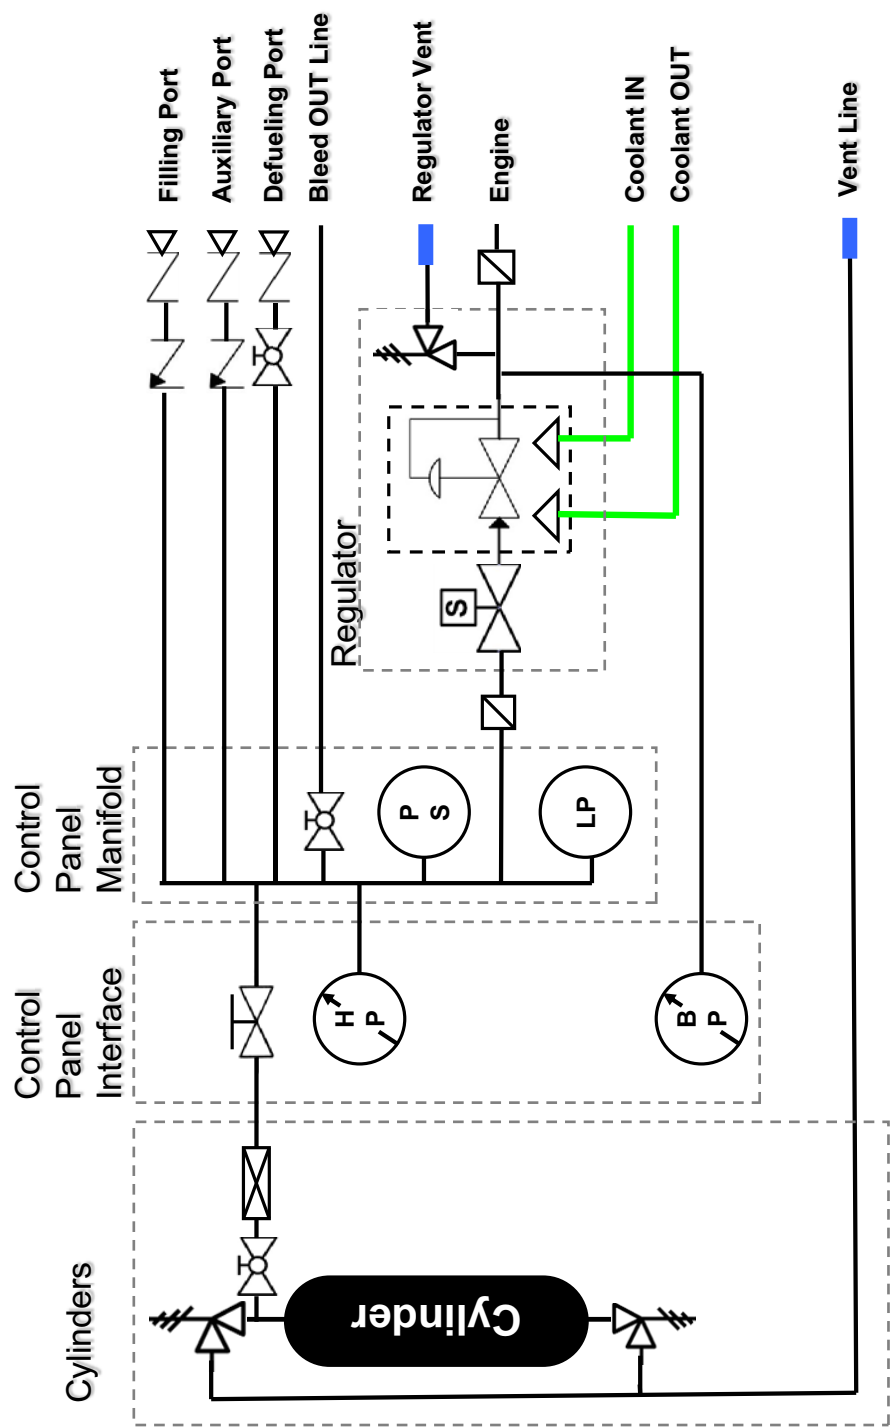 Filling Port
Auxiliary Port
Defueling Port
Bleed OUT Line
Regulator Vent
Engine
Coolant IN
Coolant OUT
Vent Line
Regulator
S
Control
Panel
Manifold
P
S
LP
Control
Panel
Interface
H
P
B
P
Cylinders
Cylinder